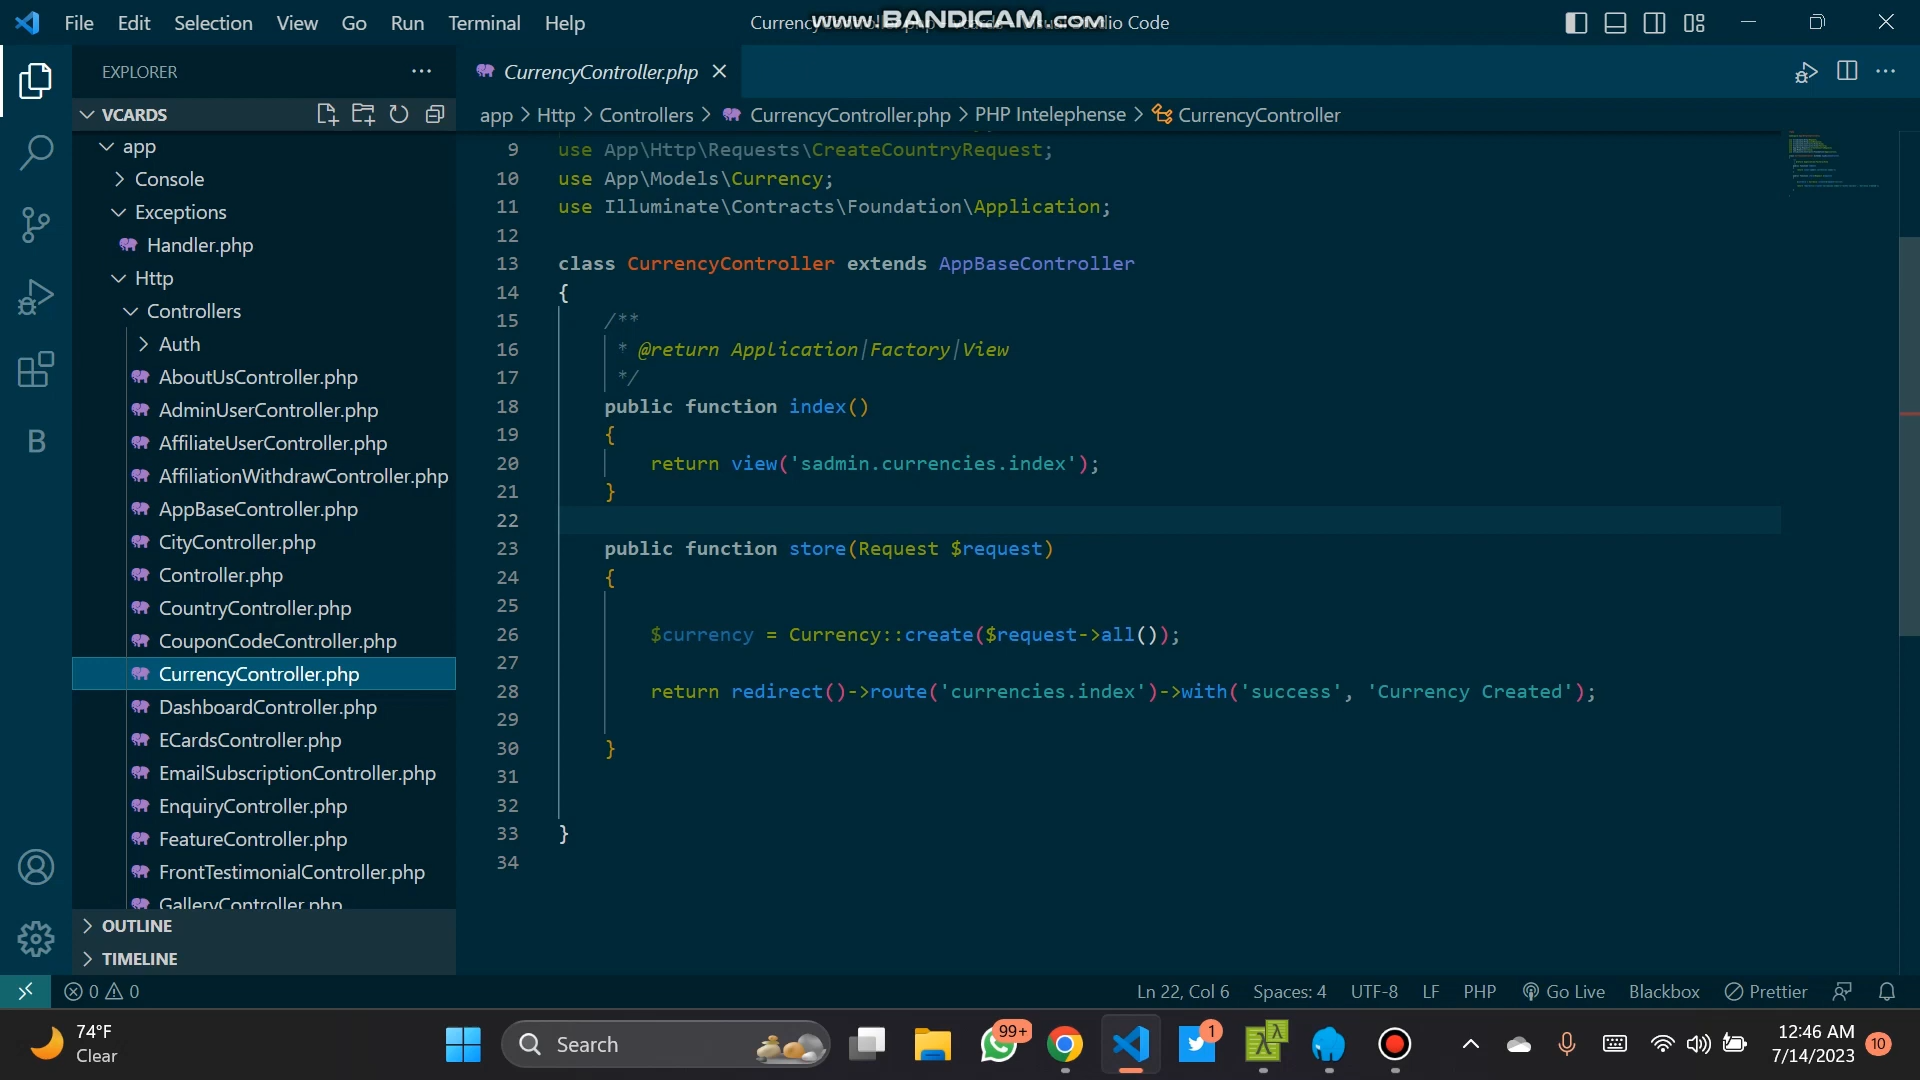 File Edit Selection View Go Run Terminal Help
www.BANDICAM.com
Studio Code
EXPLORER
CurrencyController.php
VCARDS
app > Http > Controllers > CurrencyController.php > PHP Intelephense > CurrencyController
app
Console
Exceptions
Handler.php
Http
Controllers
Auth
AboutUsController.php
AdminUserController.php
AffiliateUserController.php
AffiliationWithdrawController.php
AppBaseController.php
CityController.php
Controller.php
CountryController.php
CouponCodeController.php
CurrencyController.php
DashboardController.php
ECardsController.php
EmailSubscriptionController.php
EnquiryController.php
FeatureController.php
FrontTestimonialController.php
GalleryController.php
OUTLINE
TIMELINE
9 use App\Http\Requests\CreateCountryRequest;
10 use App\Models\Currency;
11 use Illuminate\Contracts\Foundation\Application;
12
13 class CurrencyController extends AppBaseController
14 {
15 /**
16 * @return Application|Factory|View
17 */
18 public function index()
19 {
20 return view('sadmin.currencies.index');
21 }
22
23 public function store(Request $request)
24 {
25
26 $currency = Currency::create($request->all());
27
28 return redirect()->route('currencies.index')->with('success', 'Currency Created');
29
30 }
31
32
33 }
34
0 0
Ln 22, Col 6 Spaces: 4 UTF-8 LF PHP Go Live Blackbox Prettier
74°F
Clear
Search
99+
1
12:46 AM
7/14/2023
10
B